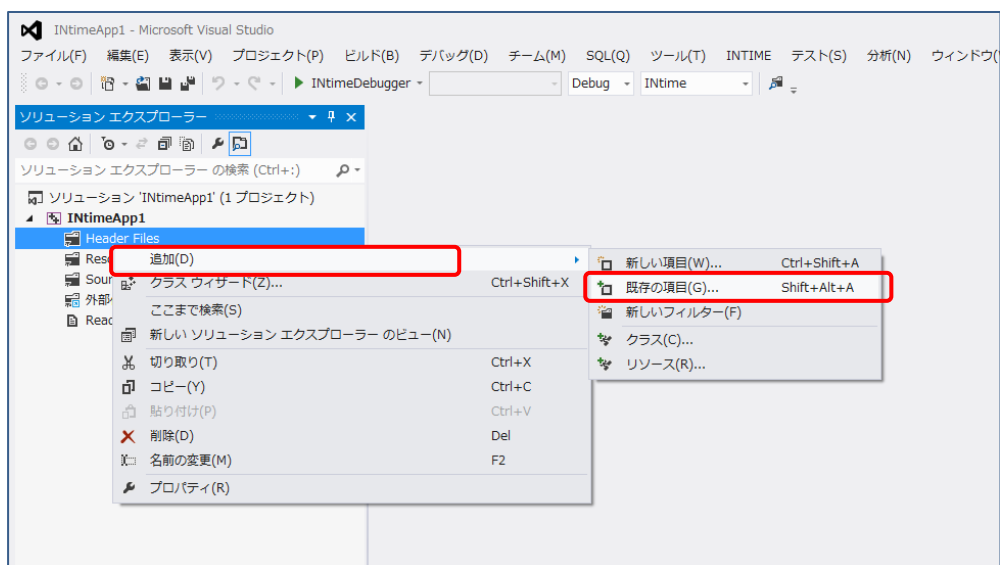 INtimeApp1 - Microsoft Visual Studio
ファイル(F) 編集(E) 表示(V) プロジェクト(P) ビルド(B) デバッグ(D) チーム(M) SQL(Q) ツール(T) INTIME テスト(S) 分析(N) ウィンドウ(
INtimeDebugger Debug INtime
ソリューション エクスプローラー
ソリューション エクスプローラー の検索 (Ctrl+:)
ソリューション 'INtimeApp1' (1 プロジェクト)
INtimeApp1
Header Files
Reso
Sour
外部
Read
追加(D)
クラス ウィザード(Z)... Ctrl+Shift+X
ここまで検索(S)
新しい ソリューション エクスプローラー のビュー(N)
切り取り(T) Ctrl+X
コピー(Y) Ctrl+C
貼り付け(P) Ctrl+V
削除(D) Del
名前の変更(M) F2
プロパティ(R)
新しい項目(W)... Ctrl+Shift+A
既存の項目(G)... Shift+Alt+A
新しいフィルター(F)
クラス(C)...
リソース(R)...